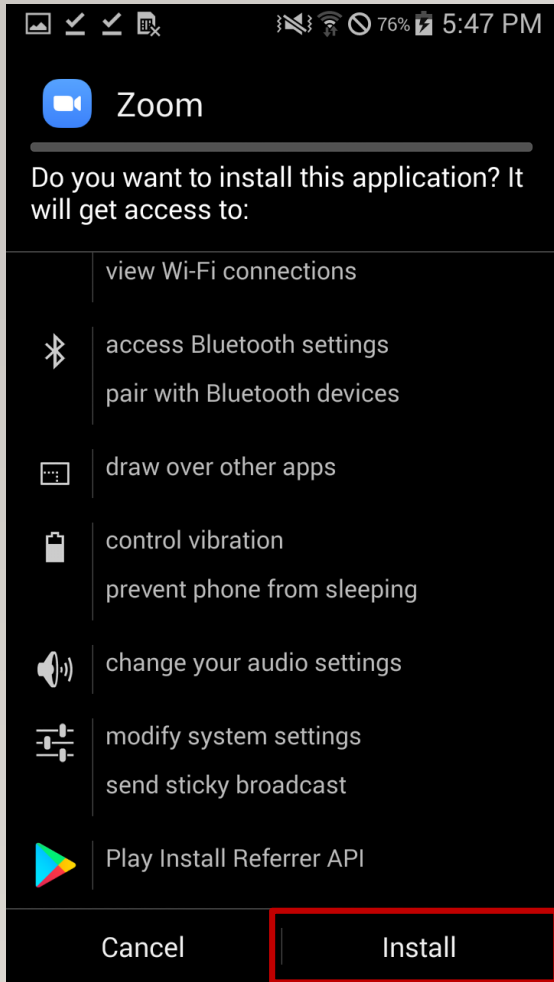 76% 5:47 PM
Zoom
Do you want to install this application? It
will get access to:
view Wi-Fi connections
access Bluetooth settings
pair with Bluetooth devices
draw over other apps
control vibration
prevent phone from sleeping
change your audio settings
modify system settings
send sticky broadcast
Play Install Referrer API
Cancel Install